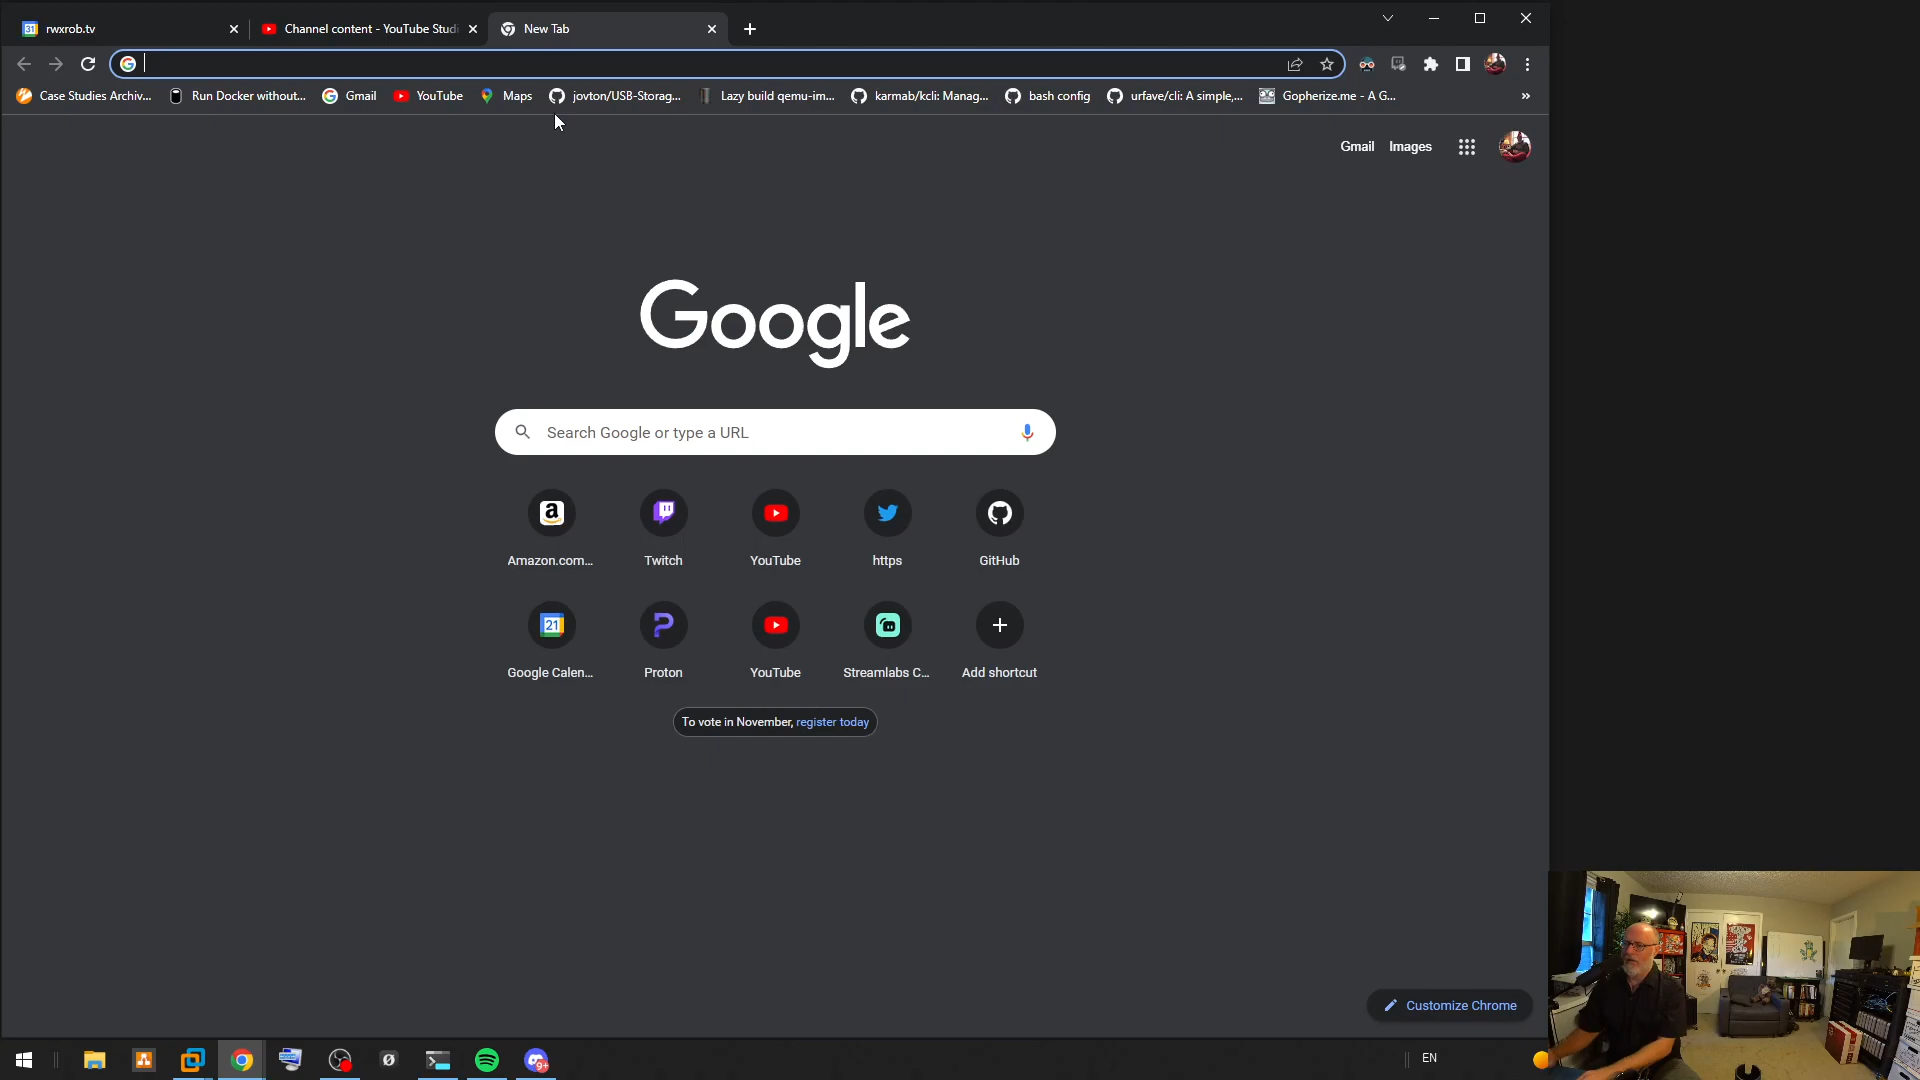 rwxrob.tv
Channel content - YouTube Studi
New Tab
Case Studies Archiv...
Run Docker without...
Gmail
YouTube
Maps
jovton/USB-Storag...
Lazy build qemu-im...
karmab/kcli: Manag...
bash config
urfave/cli: A simple,...
Gopherize.me - A G...
Gmail
Images
Google
Search Google or type a URL
Amazon.com...
Twitch
YouTube
https
GitHub
21
Google Calen...
Proton
YouTube
Streamlabs C...
Add shortcut
To vote in November, register today
Customize Chrome
9+
EN